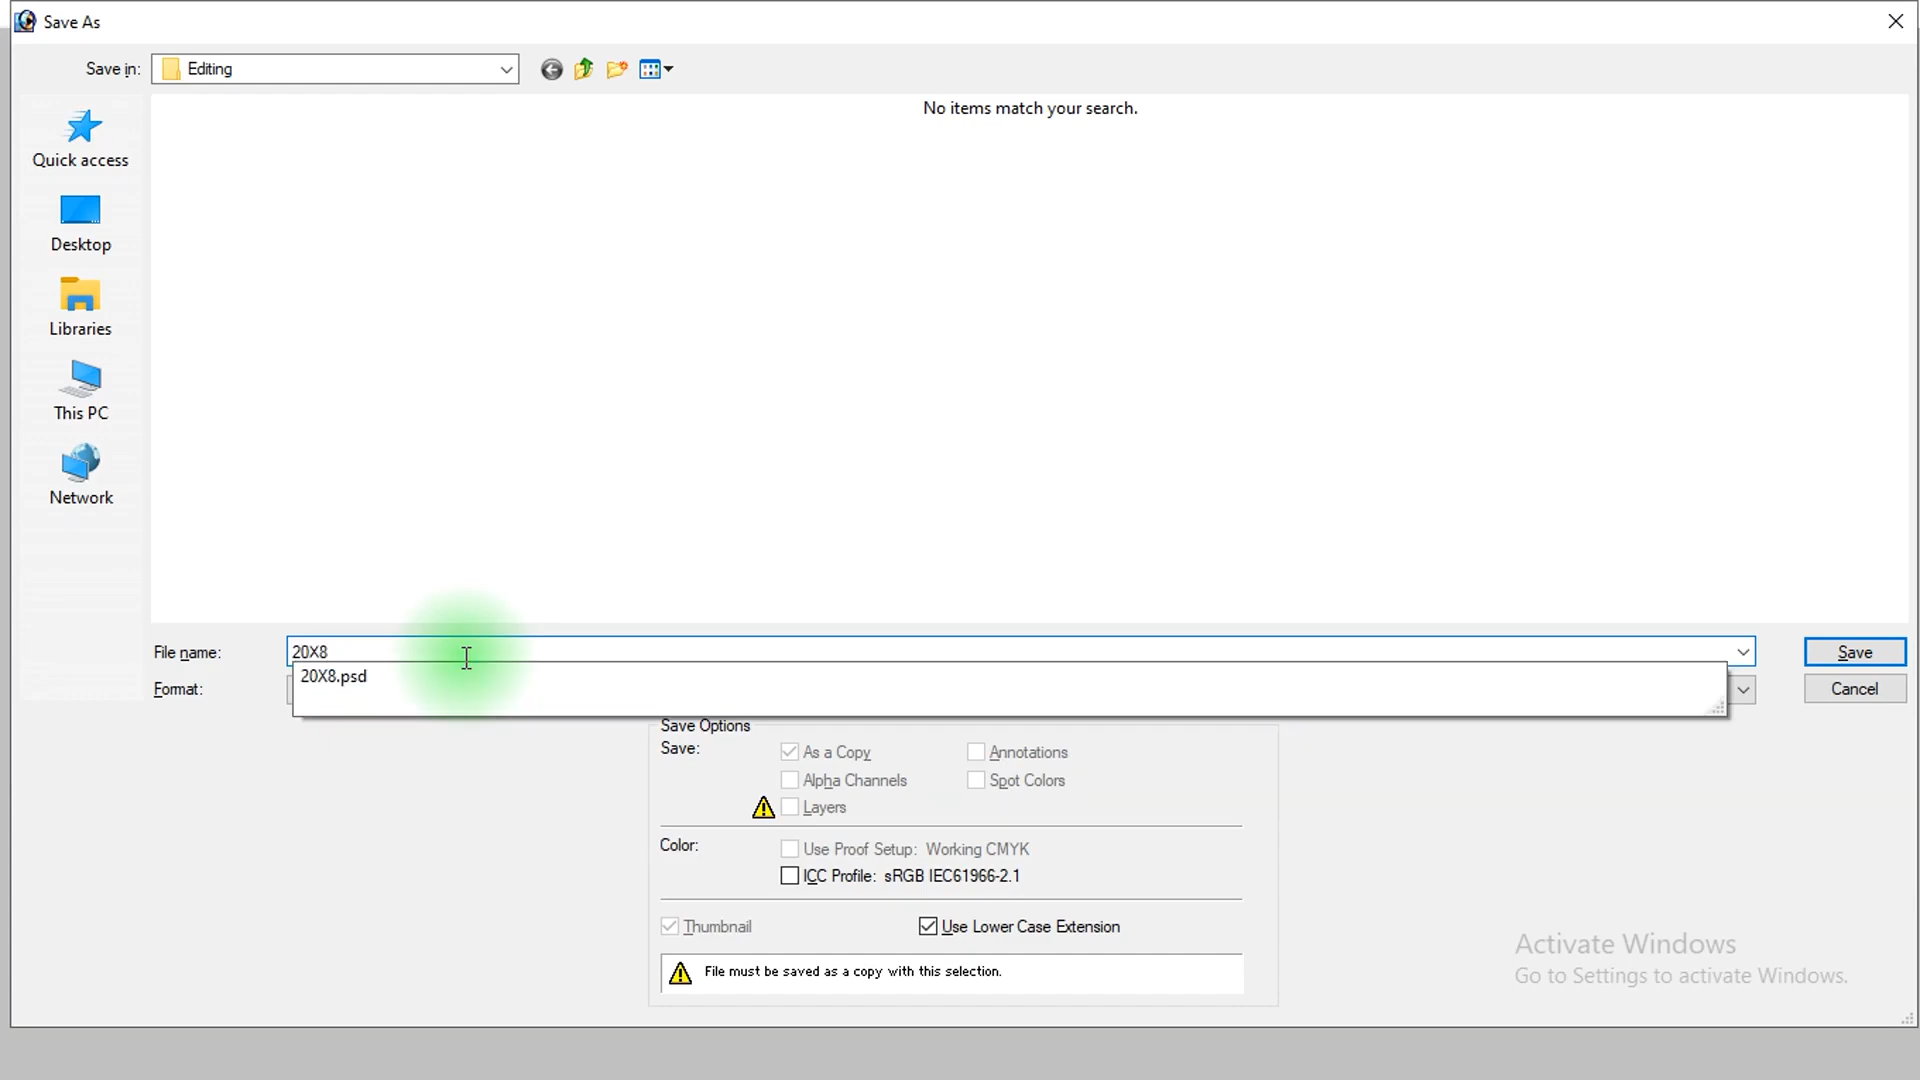 Save As
Save in:
Editing
No items match your search.
Quick access
Desktop
Libraries
This PC
Network
File name:
20X8
Save
20X8.psd
Format:
Cancel
Save Options
Save:
As a Copy
Annotations
Alpha Channels
Spot Colors
Layers
Color:
Use Proof Setup: Working CMYK
ICC Profile: sRGB IEC61966-2.1
Thumbnail
Use Lower Case Extension
File must be saved as a copy with this selection.
Activate Windows
Go to Settings to activate Windows.